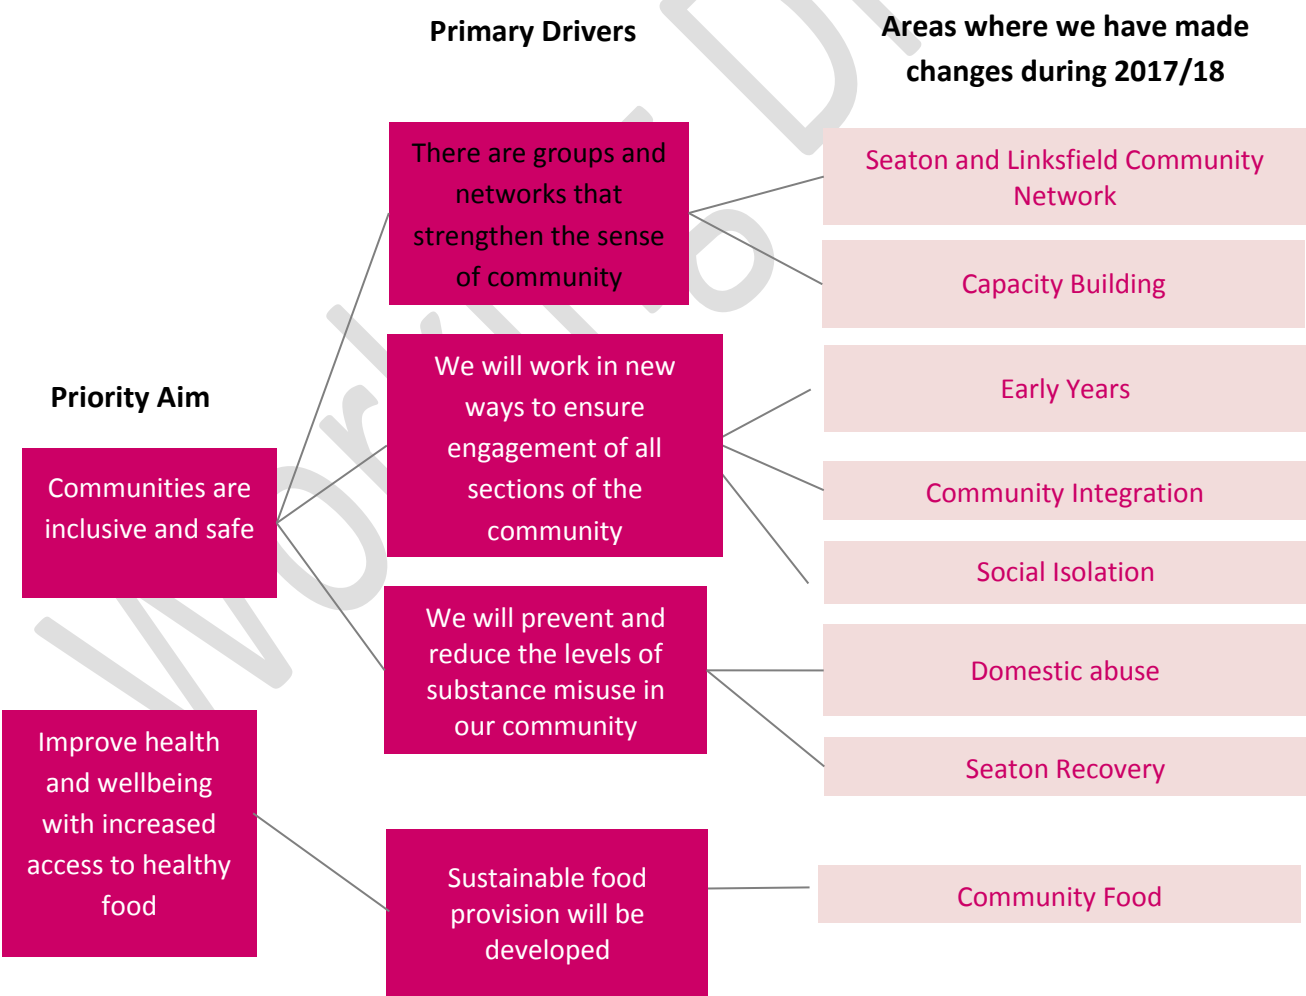 Primary Drivers
Areas where we have made
changes during 2017/18
There are groups and
networks that
strengthen the sense
of community
Seaton and Linksfield Community
Network
Capacity Building
Priority Aim
Communities are
inclusive and safe
We will work in new
ways to ensure
engagement of all
sections of the
community
Early Years
Community Integration
Social Isolation
We will prevent and
reduce the levels of
substance misuse in
our community
Domestic abuse
Seaton Recovery
Improve health
and wellbeing
with increased
access to healthy
food
Sustainable food
provision will be
developed
Community Food
Working